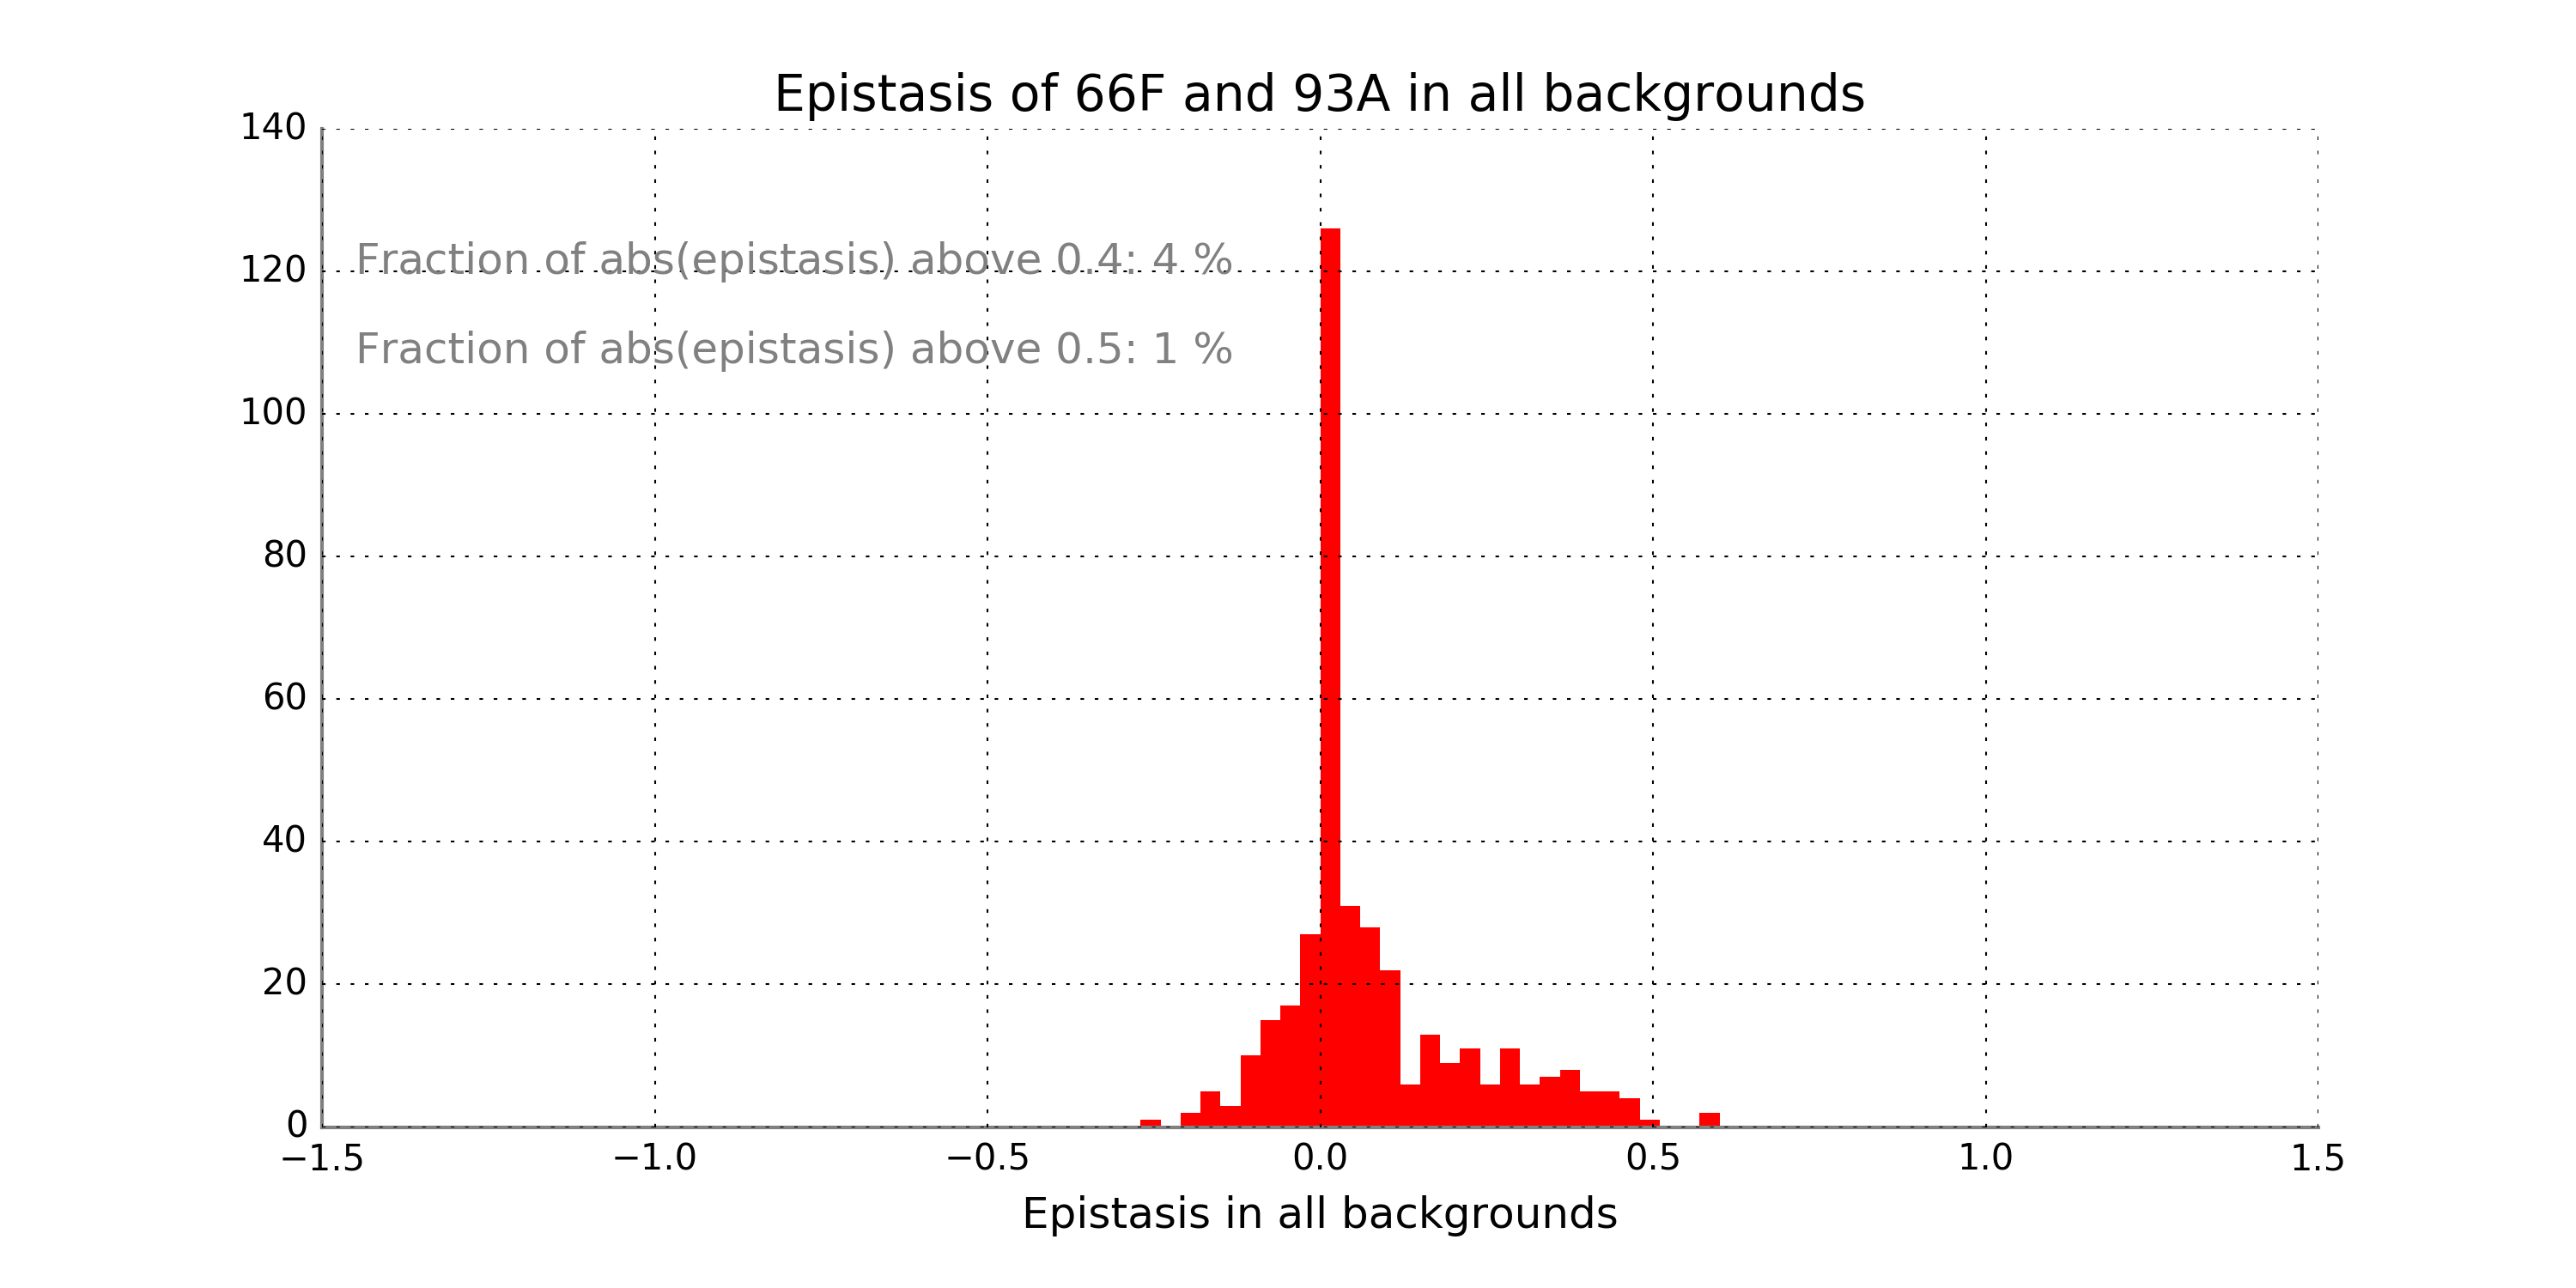 Epistasis of 66F and 93A in all backgrounds
140
120
100
80
60
40
20
0
Fraction of abs(epistasis) above 0.4: 4 %
Fraction of abs(epistasis) above 0.5: 1 %
−1.5 −1.0 −0.5 0.0 0.5 1.0 1.5
Epistasis in all backgrounds